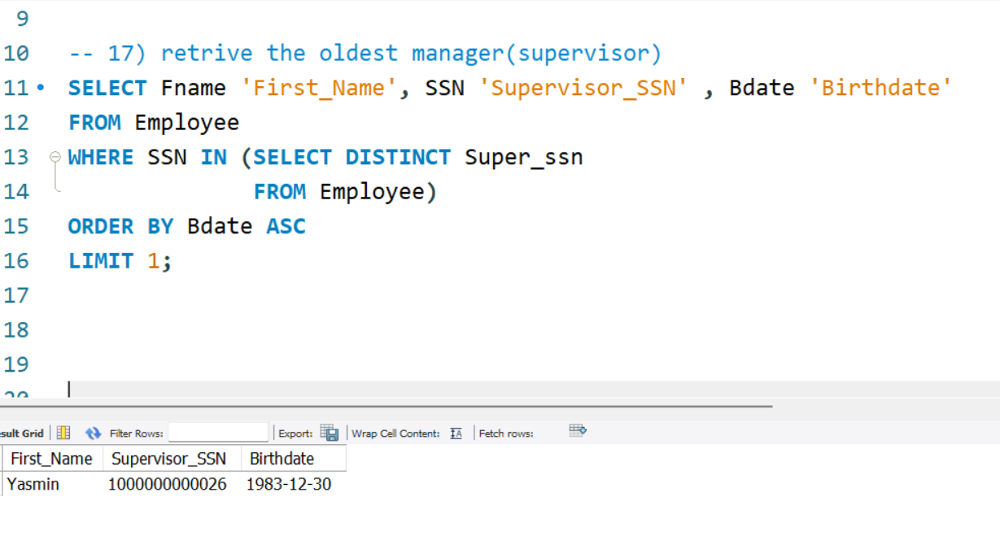 9
10 -- 17) retrive the oldest manager(supervisor)
11 SELECT Fname 'First_Name', SSN 'Supervisor_SSN' , Bdate 'Birthdate'
12 FROM Employee
13 WHERE SSN IN (SELECT DISTINCT Super_ssn
14 FROM Employee)
15 ORDER BY Bdate ASC
16 LIMIT 1;
17
18
19
20
sult Grid Filter Rows: Export: Wrap Cell Content: IA Fetch rows:
First_Name Supervisor_SSN Birthdate
Yasmin 1000000000026 1983-12-30